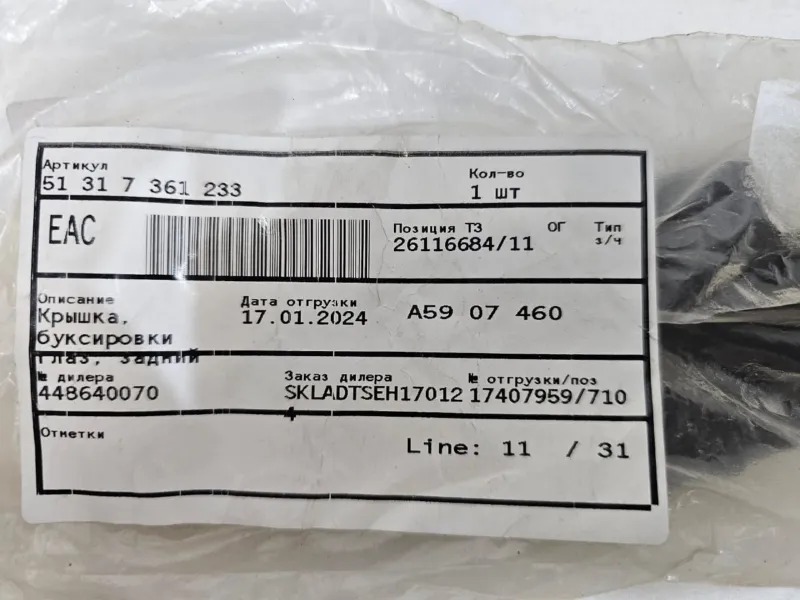 Артикул
51 31 7 361 233
Кол-во
1 шт
EAC
Позиция ТЗ
26116684/11
ОГ
Тип
з/ч
Описание
Крышка,
буксировки
глаз, задний
Дата отгрузки
17.01.2024
A59 07 460
№ дилера
448640070
Заказ дилера
SKLADTSEH17012
4
№ отгрузки/поз
17407959/710
Отметки
Line: 11 / 31